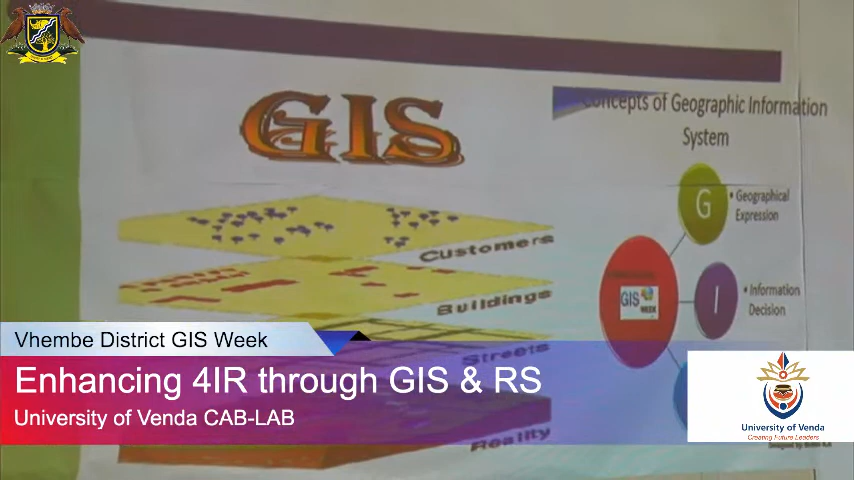 GIS
Concepts of Geographic Information
System
G
• Geographical
Expression
Customers
Buildings
I
• Information
Decision
GIS
WEEK
Streets
Reality
Vhembe District GIS Week
Enhancing 4IR through GIS & RS
University of Venda CAB-LAB
University of Venda
Creating Future Leaders